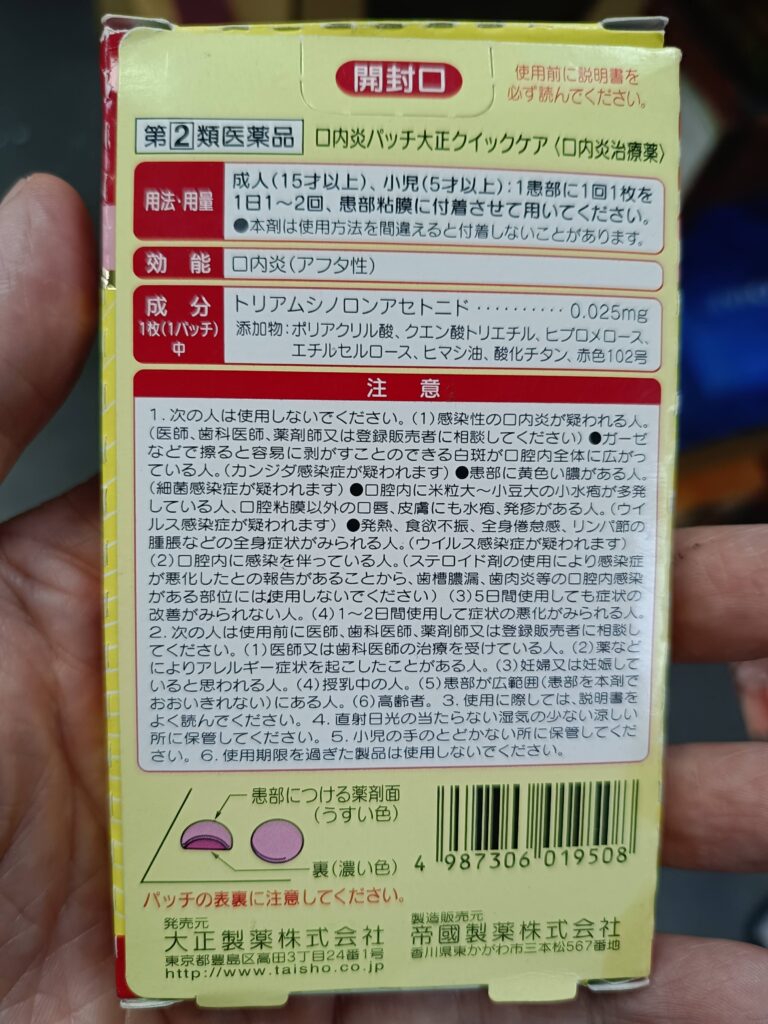 開封口
使用前に説明書を
必ず読んでください。
第2類医薬品 口内炎パッチ大正クイックケア〈口内炎治療薬〉
用法・用量
成人(15才以上)、小児(5才以上):1患部に1回1枚を
1日1〜2回、患部粘膜に付着させて用いてください。
●本剤は使用方法を間違えると付着しないことがあります。
効能 口内炎(アフタ性)
成分
1枚(1パッチ)
中
トリアムシノロンアセトニド‥‥‥‥‥0.025mg
添加物:ポリアクリル酸、クエン酸トリエチル、ヒプロメロース、
エチルセルロース、ヒマシ油、酸化チタン、赤色102号
注意
1.次の人は使用しないでください。(1)感染性の口内炎が疑われる人。
(医師、歯科医師、薬剤師又は登録販売者に相談してください)●ガーゼ
などで擦ると容易に剥がすことのできる白斑が口腔内全体に広がっ
ている人。(カンジダ感染症が疑われます)●患部に黄色い膿がある人。
(細菌感染症が疑われます)●口腔内に米粒大〜小豆大の小水疱が多発
している人、口腔粘膜以外の口唇、皮膚にも水疱、発疹がある人。(ウイ
ルス感染症が疑われます)●発熱、食欲不振、全身倦怠感、リンパ節の
腫脹などの全身症状がみられる人。(ウイルス感染症が疑われます)
(2)口腔内に感染を伴っている人。(ステロイド剤の使用により感染症
が悪化したとの報告があることから、歯槽膿漏、歯肉炎等の口腔内感染
がある部位には使用しないでください)(3)5日間使用しても症状の
改善がみられない人。(4)1〜2日間使用して症状の悪化がみられる人。
2.次の人は使用前に医師、歯科医師、薬剤師又は登録販売者に相談し
てください。(1)医師又は歯科医師の治療を受けている人。(2)薬など
によりアレルギー症状を起こしたことがある人。(3)妊婦又は妊娠して
いると思われる人。(4)授乳中の人。(5)患部が広範囲(患部を本剤で
おおいきれない)にある人。(6)高齢者。3.使用に際しては、説明書を
よく読んでください。4.直射日光の当たらない湿気の少ない涼しい
所に保管してください。5.小児の手のとどかない所に保管してくだ
さい。6.使用期限を過ぎた製品は使用しないでください。
患部につける薬剤面
(うすい色)
裏(濃い色)
パッチの表裏に注意してください。
4 987306 019508
発売元
大正製薬株式会社
東京都豊島区高田3丁目24番1号
http://www.taisho.co.jp
製造販売元
帝國製薬株式会社
香川県東かがわ市三本松567番地